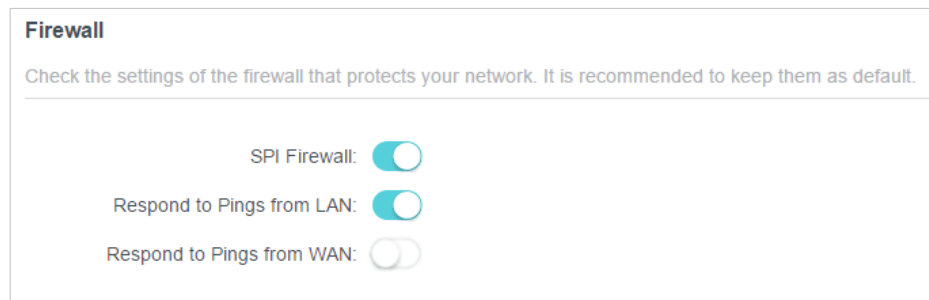 Firewall
Check the settings of the firewall that protects your network. It is recommended to keep them as default.
SPI Firewall:
Respond to Pings from LAN:
Respond to Pings from WAN: